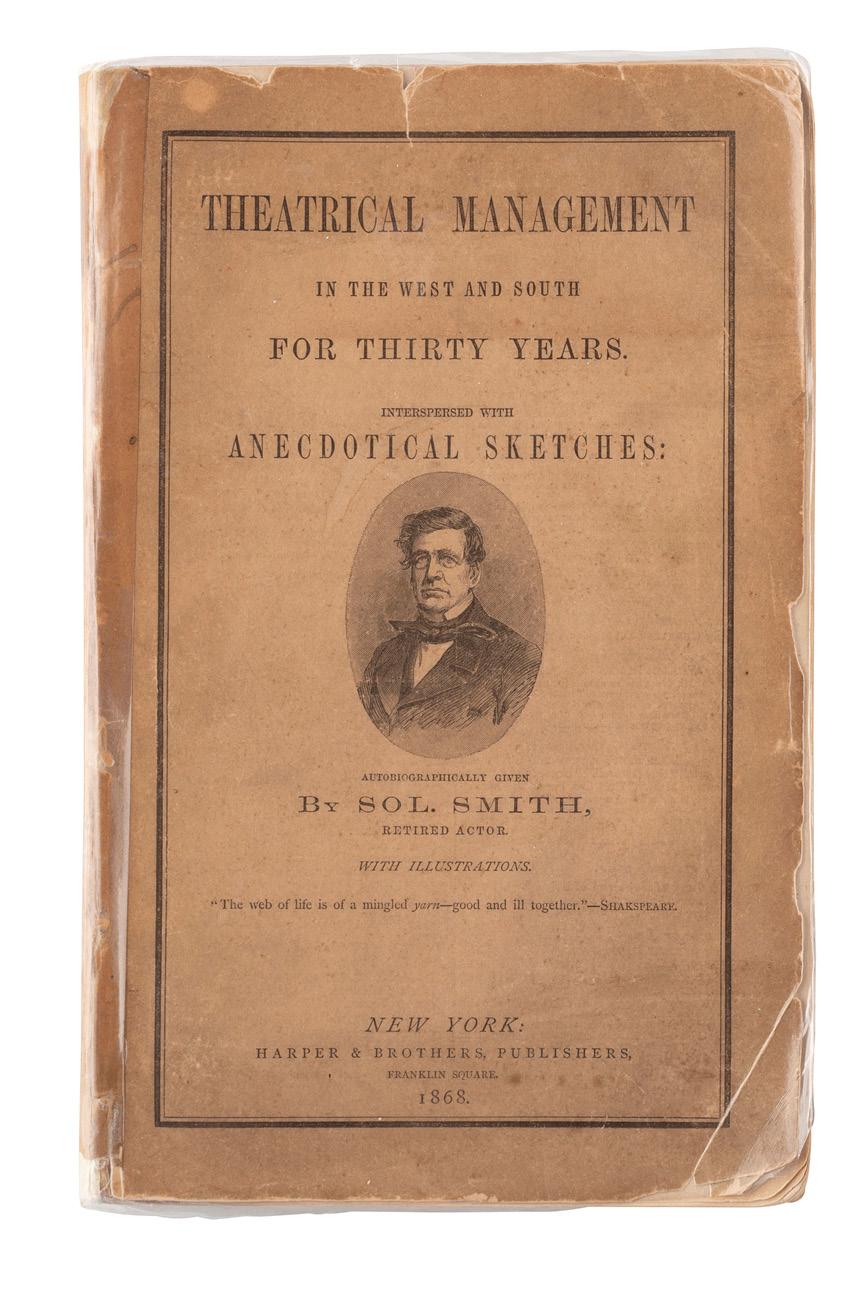 THEATRICAL MANAGEMENT
IN THE WEST AND SOUTH
FOR THIRTY YEARS.
INTERSPERSED WITH
ANECDOTICAL SKETCHES:
AUTOBIOGRAPHICALLY GIVEN
BY SOL. SMITH,
RETIRED ACTOR.
WITH ILLUSTRATIONS.
"The web of life is of a mingled yarn—good and ill together."—SHAKSPEARE.
NEW YORK:
HARPER & BROTHERS, PUBLISHERS,
FRANKLIN SQUARE.
1868.